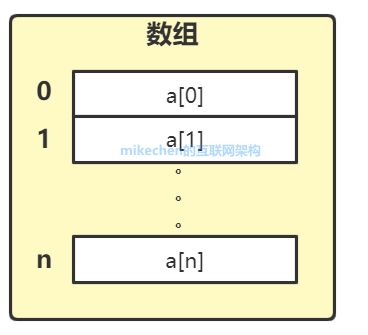 数组
0 a[0]
1 a[1]
mikechen的互联网架构
。
。
。
n a[n]